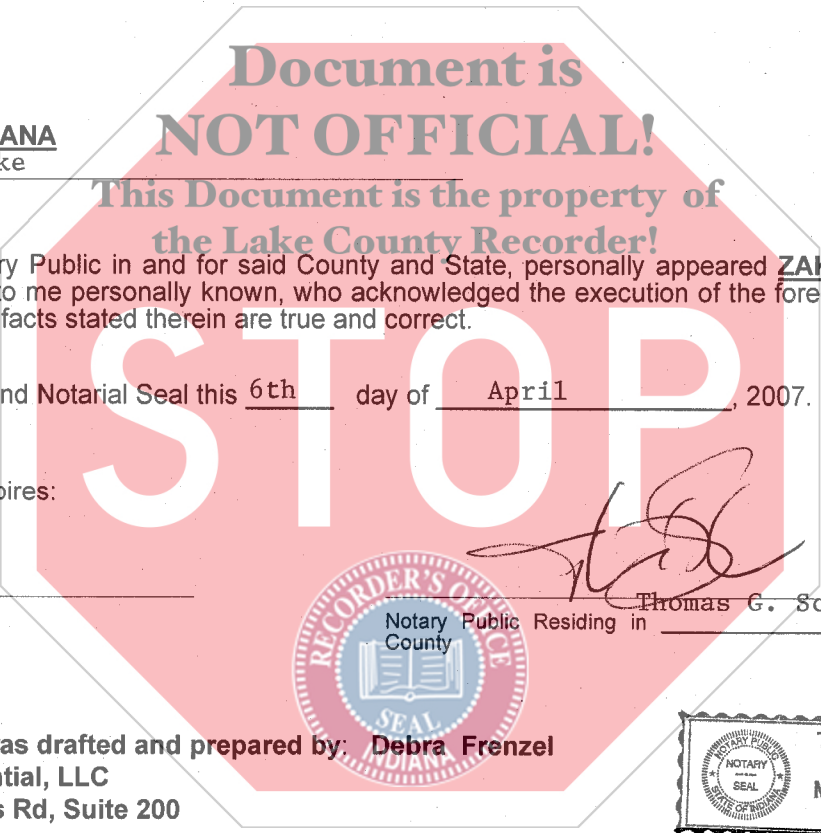 Document is
NOT OFFICIAL!
This Document is the property of
the Lake County Recorder!
STOP
ANA
ke
ry Public in and for said County and State, personally appeared ZAK
to me personally known, who acknowledged the execution of the fore
facts stated therein are true and correct.
nd Notarial Seal this 6th day of April, 2007.
pires:
Thomas G. Sc
Notary Public Residing in
County
RECORDER'S OFFICE
SEAL
INDIANA
as drafted and prepared by: Debra Frenzel
ntial, LLC
s Rd, Suite 200
NOTARY PUBLIC
NOTARY
SEAL
STATE OF INDIANA